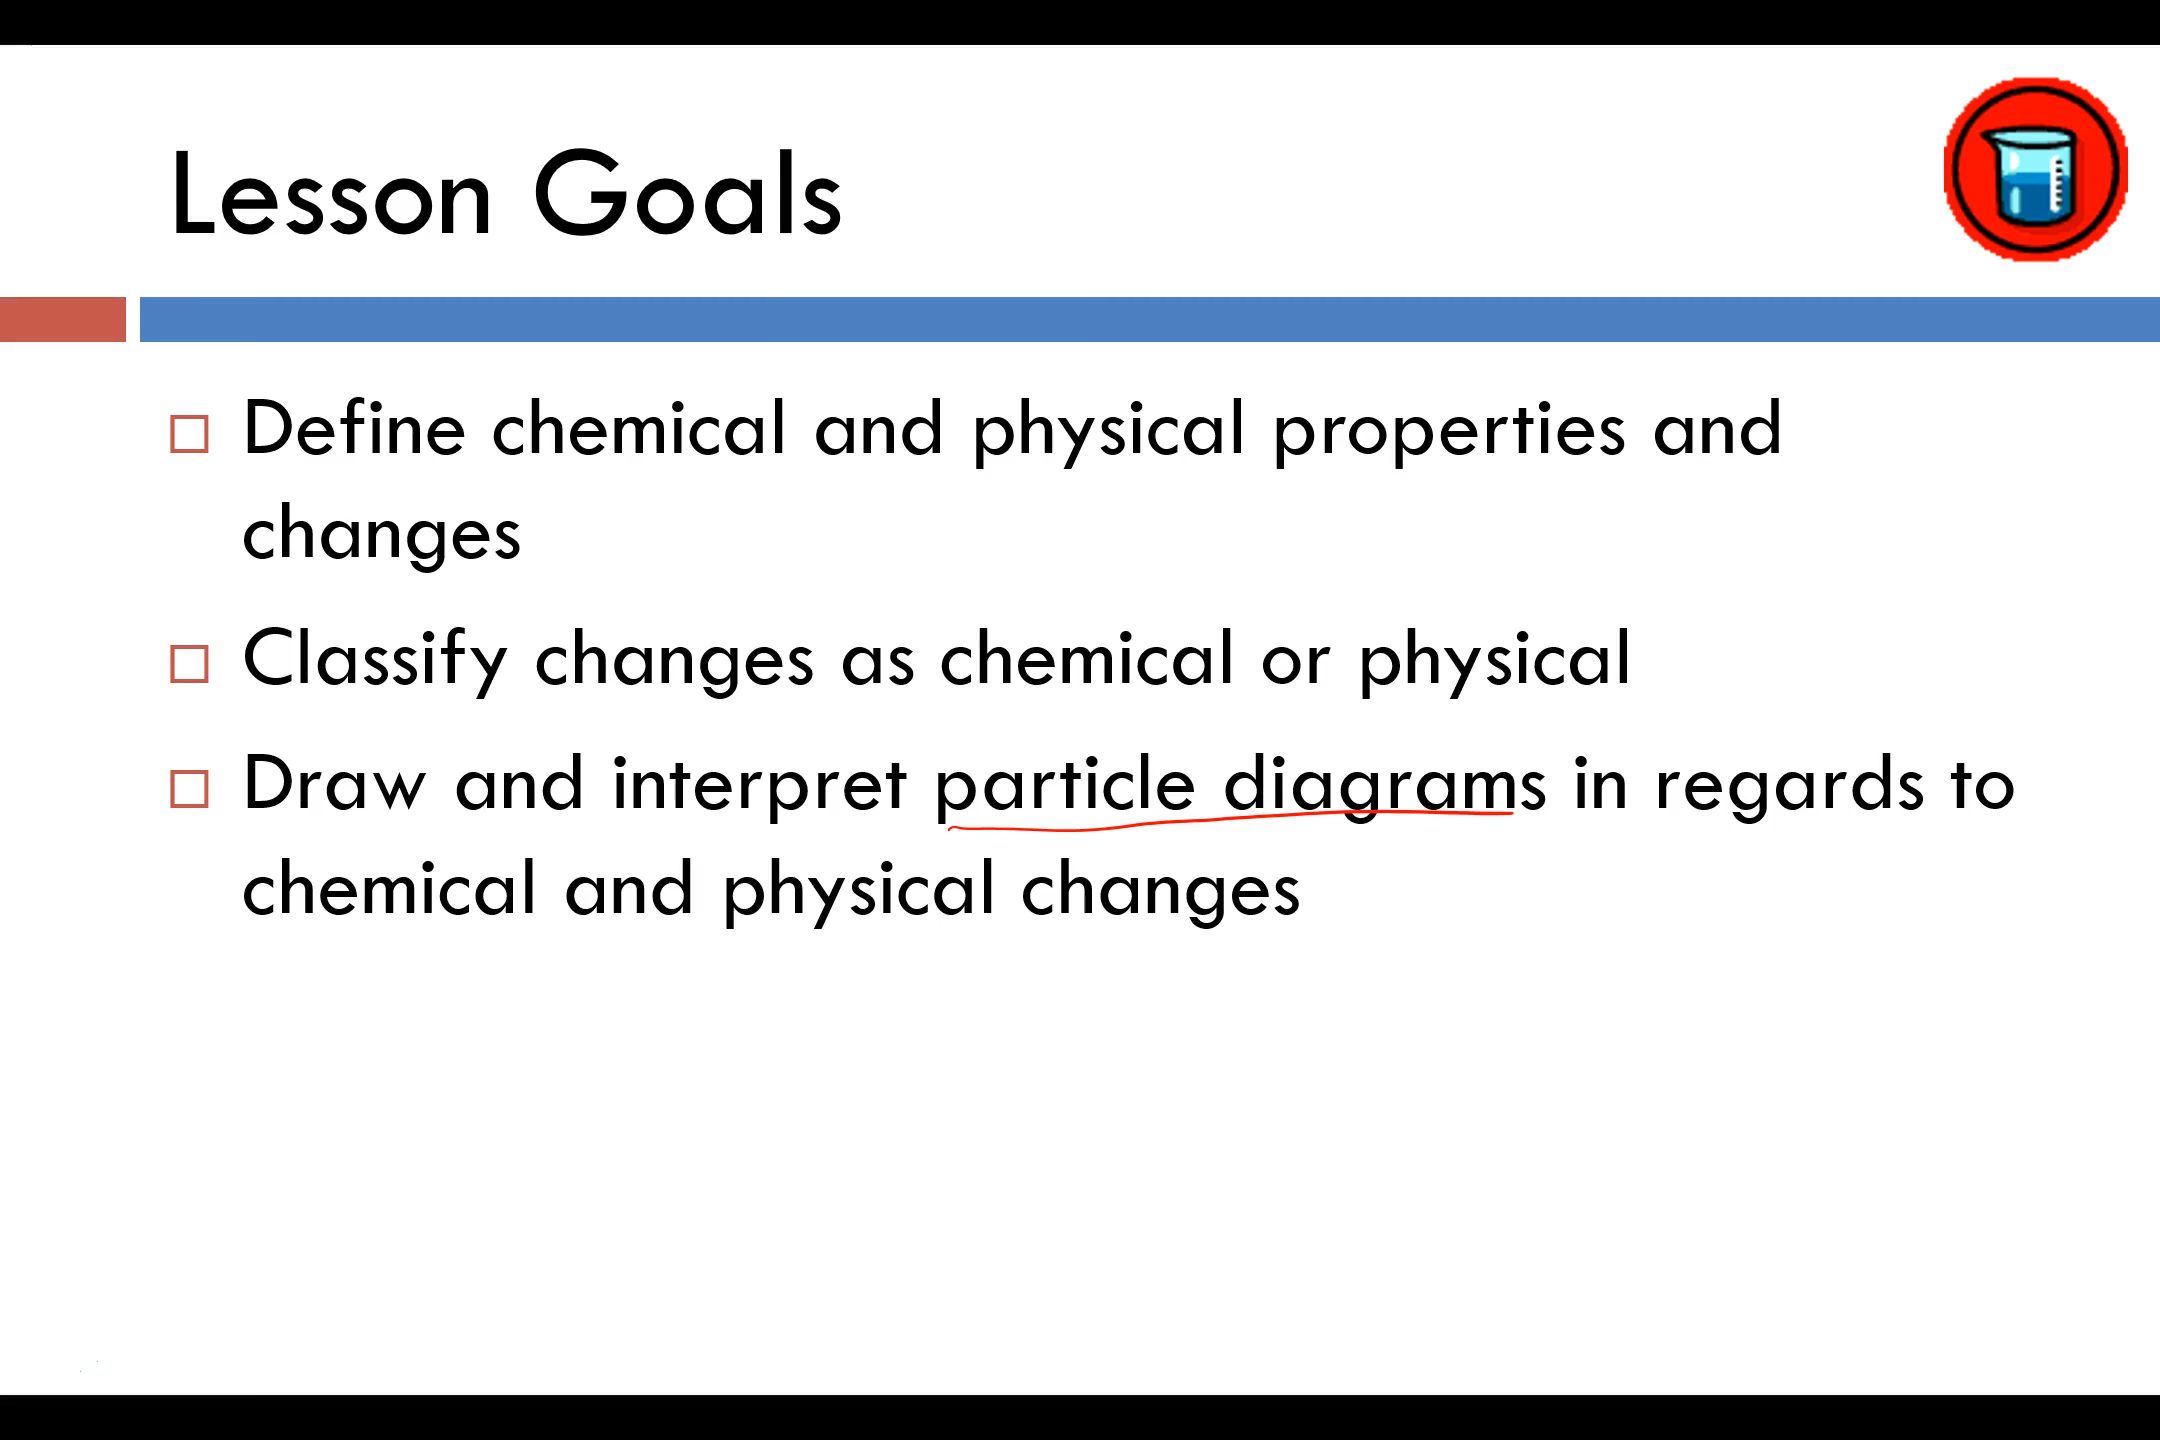 Lesson Goals
Define chemical and physical properties and
changes
Classify changes as chemical or physical
Draw and interpret particle diagrams in regards to
chemical and physical changes